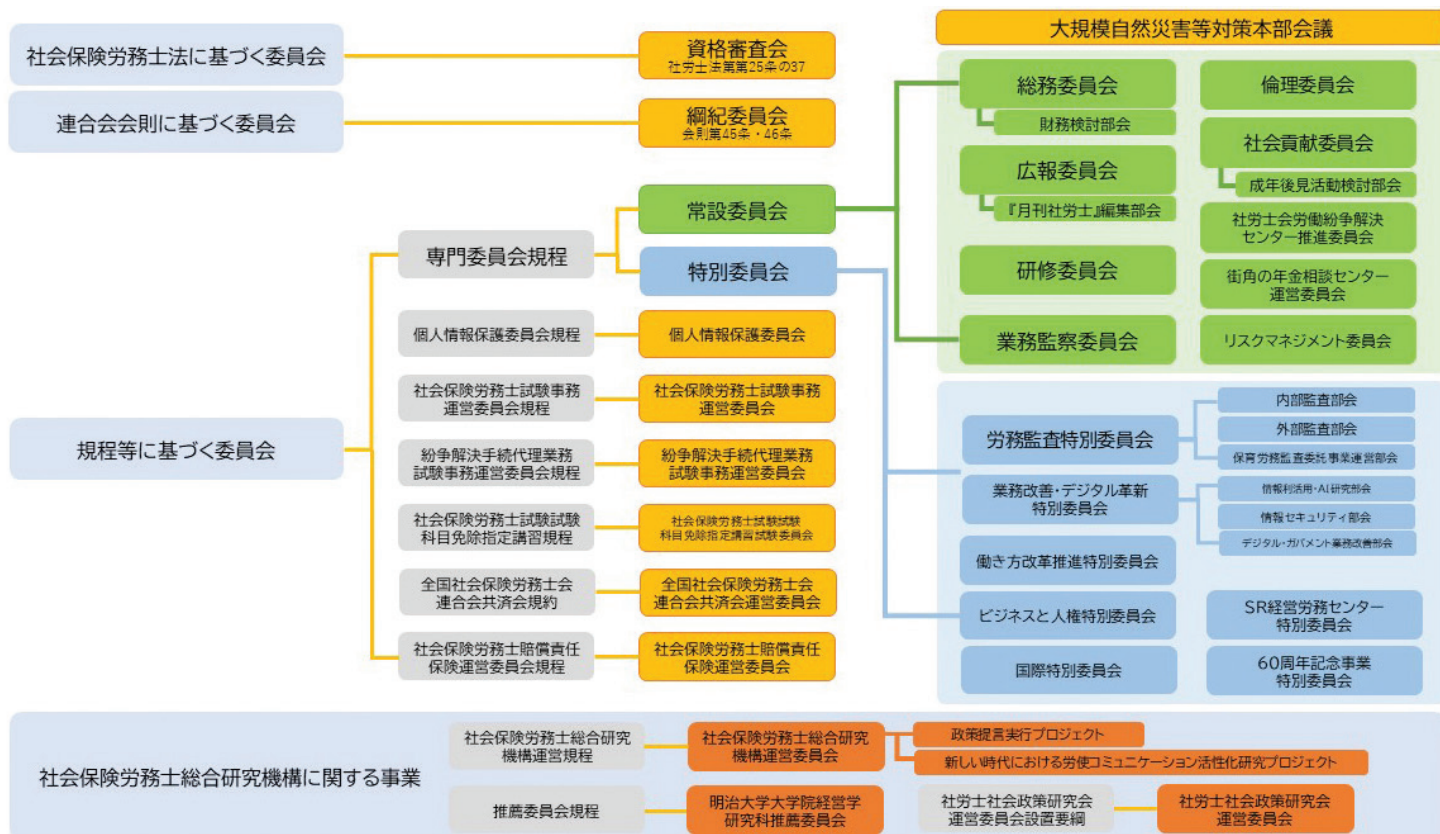 社会保険労務士法に基づく委員会
資格審査会
社労士法第第25条の37
連合会会則に基づく委員会
綱紀委員会
会則第45条・46条
規程等に基づく委員会
専門委員会規程
常設委員会
特別委員会
個人情報保護委員会規程
個人情報保護委員会
社会保険労務士試験事務
運営委員会規程
社会保険労務士試験事務
運営委員会
紛争解決手続代理業務
試験事務運営委員会規程
紛争解決手続代理業務
試験事務運営委員会
社会保険労務士試験試験
科目免除指定講習規程
社会保険労務士試験試験
科目免除指定講習試験委員会
全国社会保険労務士会
連合会共済会規約
全国社会保険労務士会
連合会共済会運営委員会
社会保険労務士賠償責任
保険運営委員会規程
社会保険労務士賠償責任
保険運営委員会
大規模自然災害等対策本部会議
総務委員会
財務検討部会
広報委員会
『月刊社労士』編集部会
研修委員会
業務監察委員会
倫理委員会
社会貢献委員会
成年後見活動検討部会
社労士会労働紛争解決
センター推進委員会
街角の年金相談センター
運営委員会
リスクマネジメント委員会
労務監査特別委員会
内部監査部会
外部監査部会
保育労務監査委託事業運営部会
業務改善・デジタル革新
特別委員会
情報利活用・AI研究部会
情報セキュリティ部会
デジタル・ガバメント業務改善部会
働き方改革推進特別委員会
ビジネスと人権特別委員会
SR経営労務センター
特別委員会
国際特別委員会
60周年記念事業
特別委員会
社会保険労務士総合研究機構に関する事業
社会保険労務士総合研究
機構運営規程
社会保険労務士総合研究
機構運営委員会
政策提言実行プロジェクト
新しい時代における労使コミュニケーション活性化研究プロジェクト
推薦委員会規程
明治大学大学院経営学
研究科推薦委員会
社労士社会政策研究会
運営委員会設置要綱
社労士社会政策研究会
運営委員会